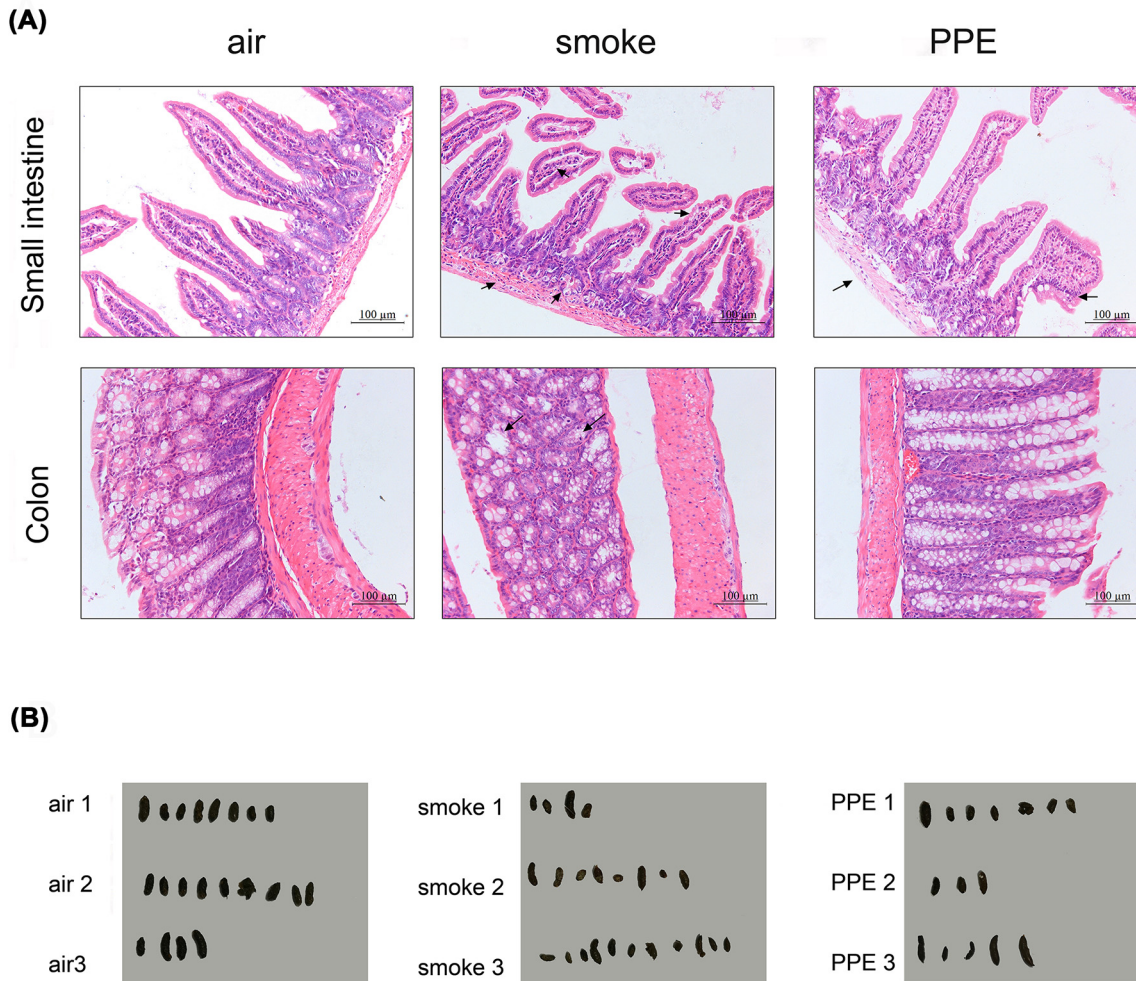 (A)
air
smoke
PPE
Small intestine
100 µm
100 µm
100 µm
Colon
100 µm
100 µm
100 µm
(B)
air 1
smoke 1
PPE 1
air 2
smoke 2
PPE 2
air3
smoke 3
PPE 3